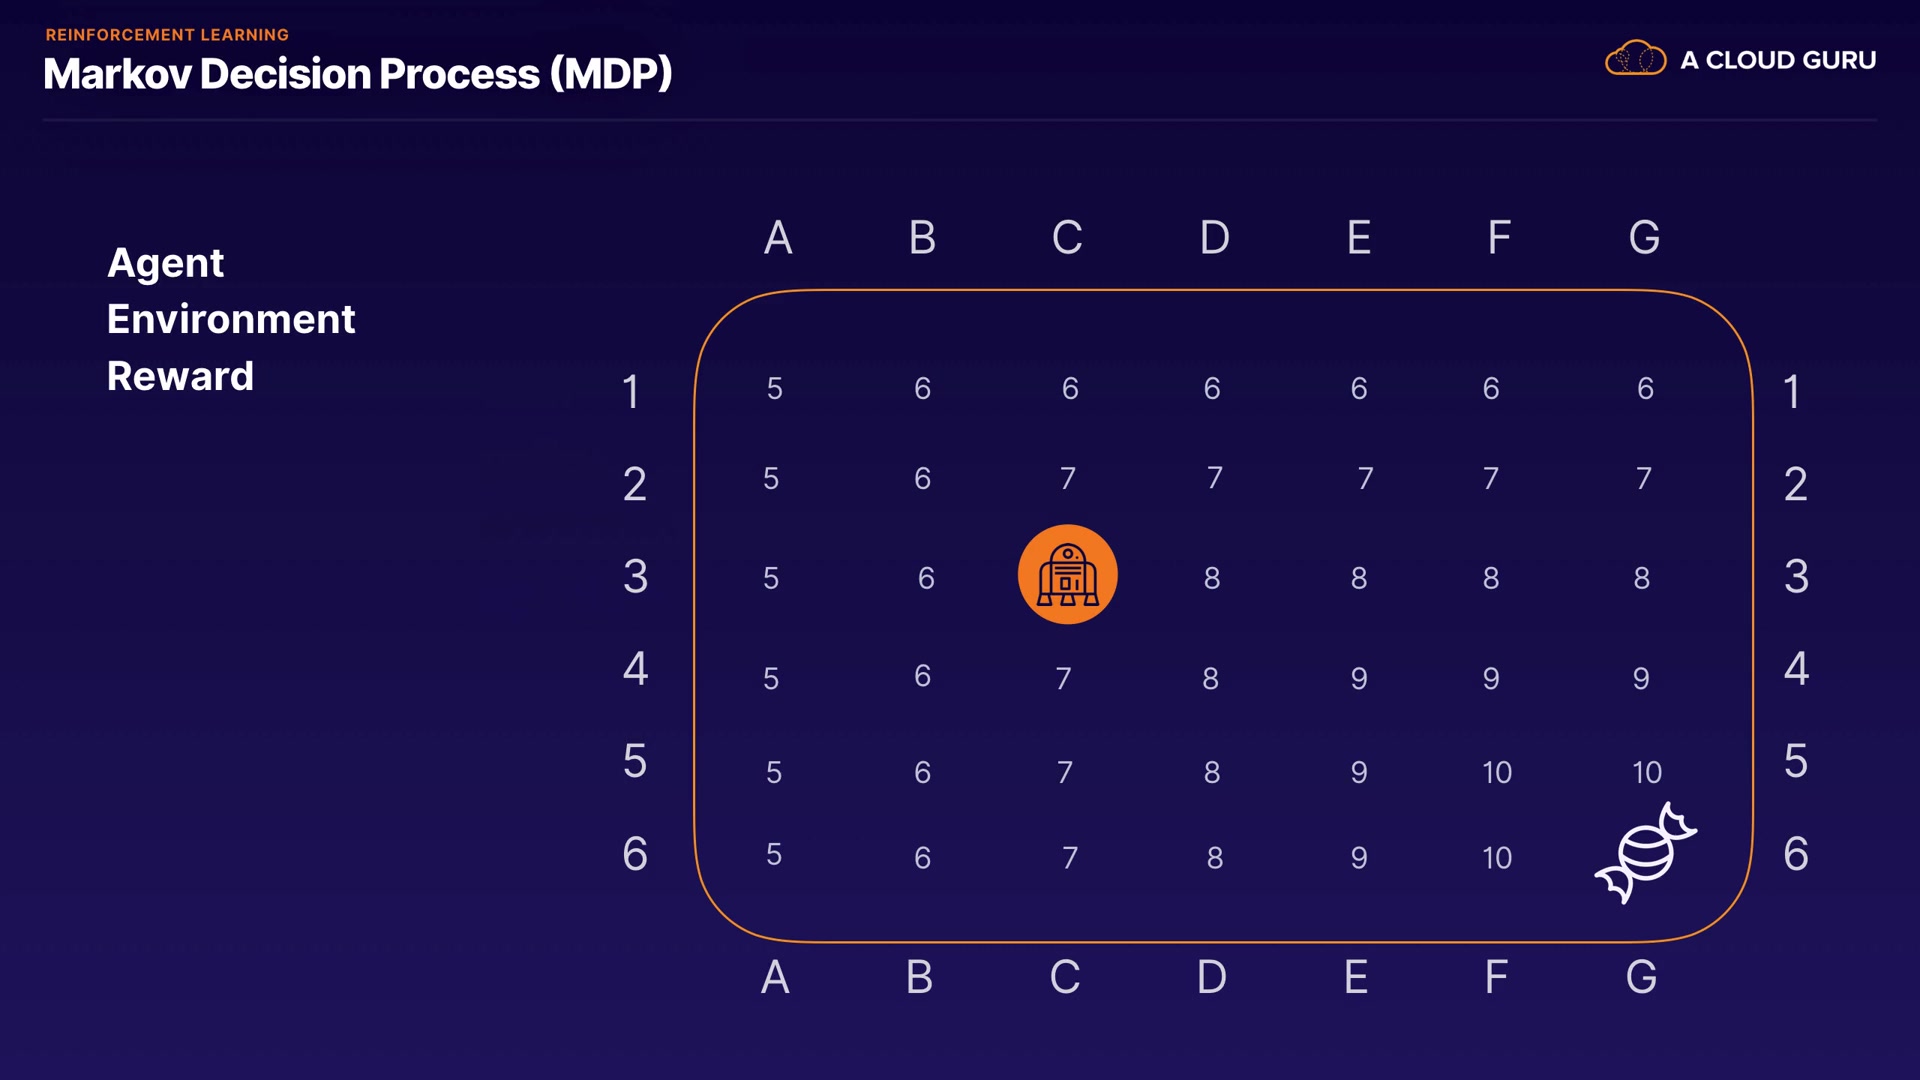 REINFORCEMENT LEARNING
Markov Decision Process (MDP)
A CLOUD GURU
Agent
Environment
Reward
A B C D E F G
1 5 6 6 6 6 6 6 1
2 5 6 7 7 7 7 7 2
3 5 6 8 8 8 8 3
4 5 6 7 8 9 9 9 4
5 5 6 7 8 9 10 10 5
6 5 6 7 8 9 10 6
A B C D E F G